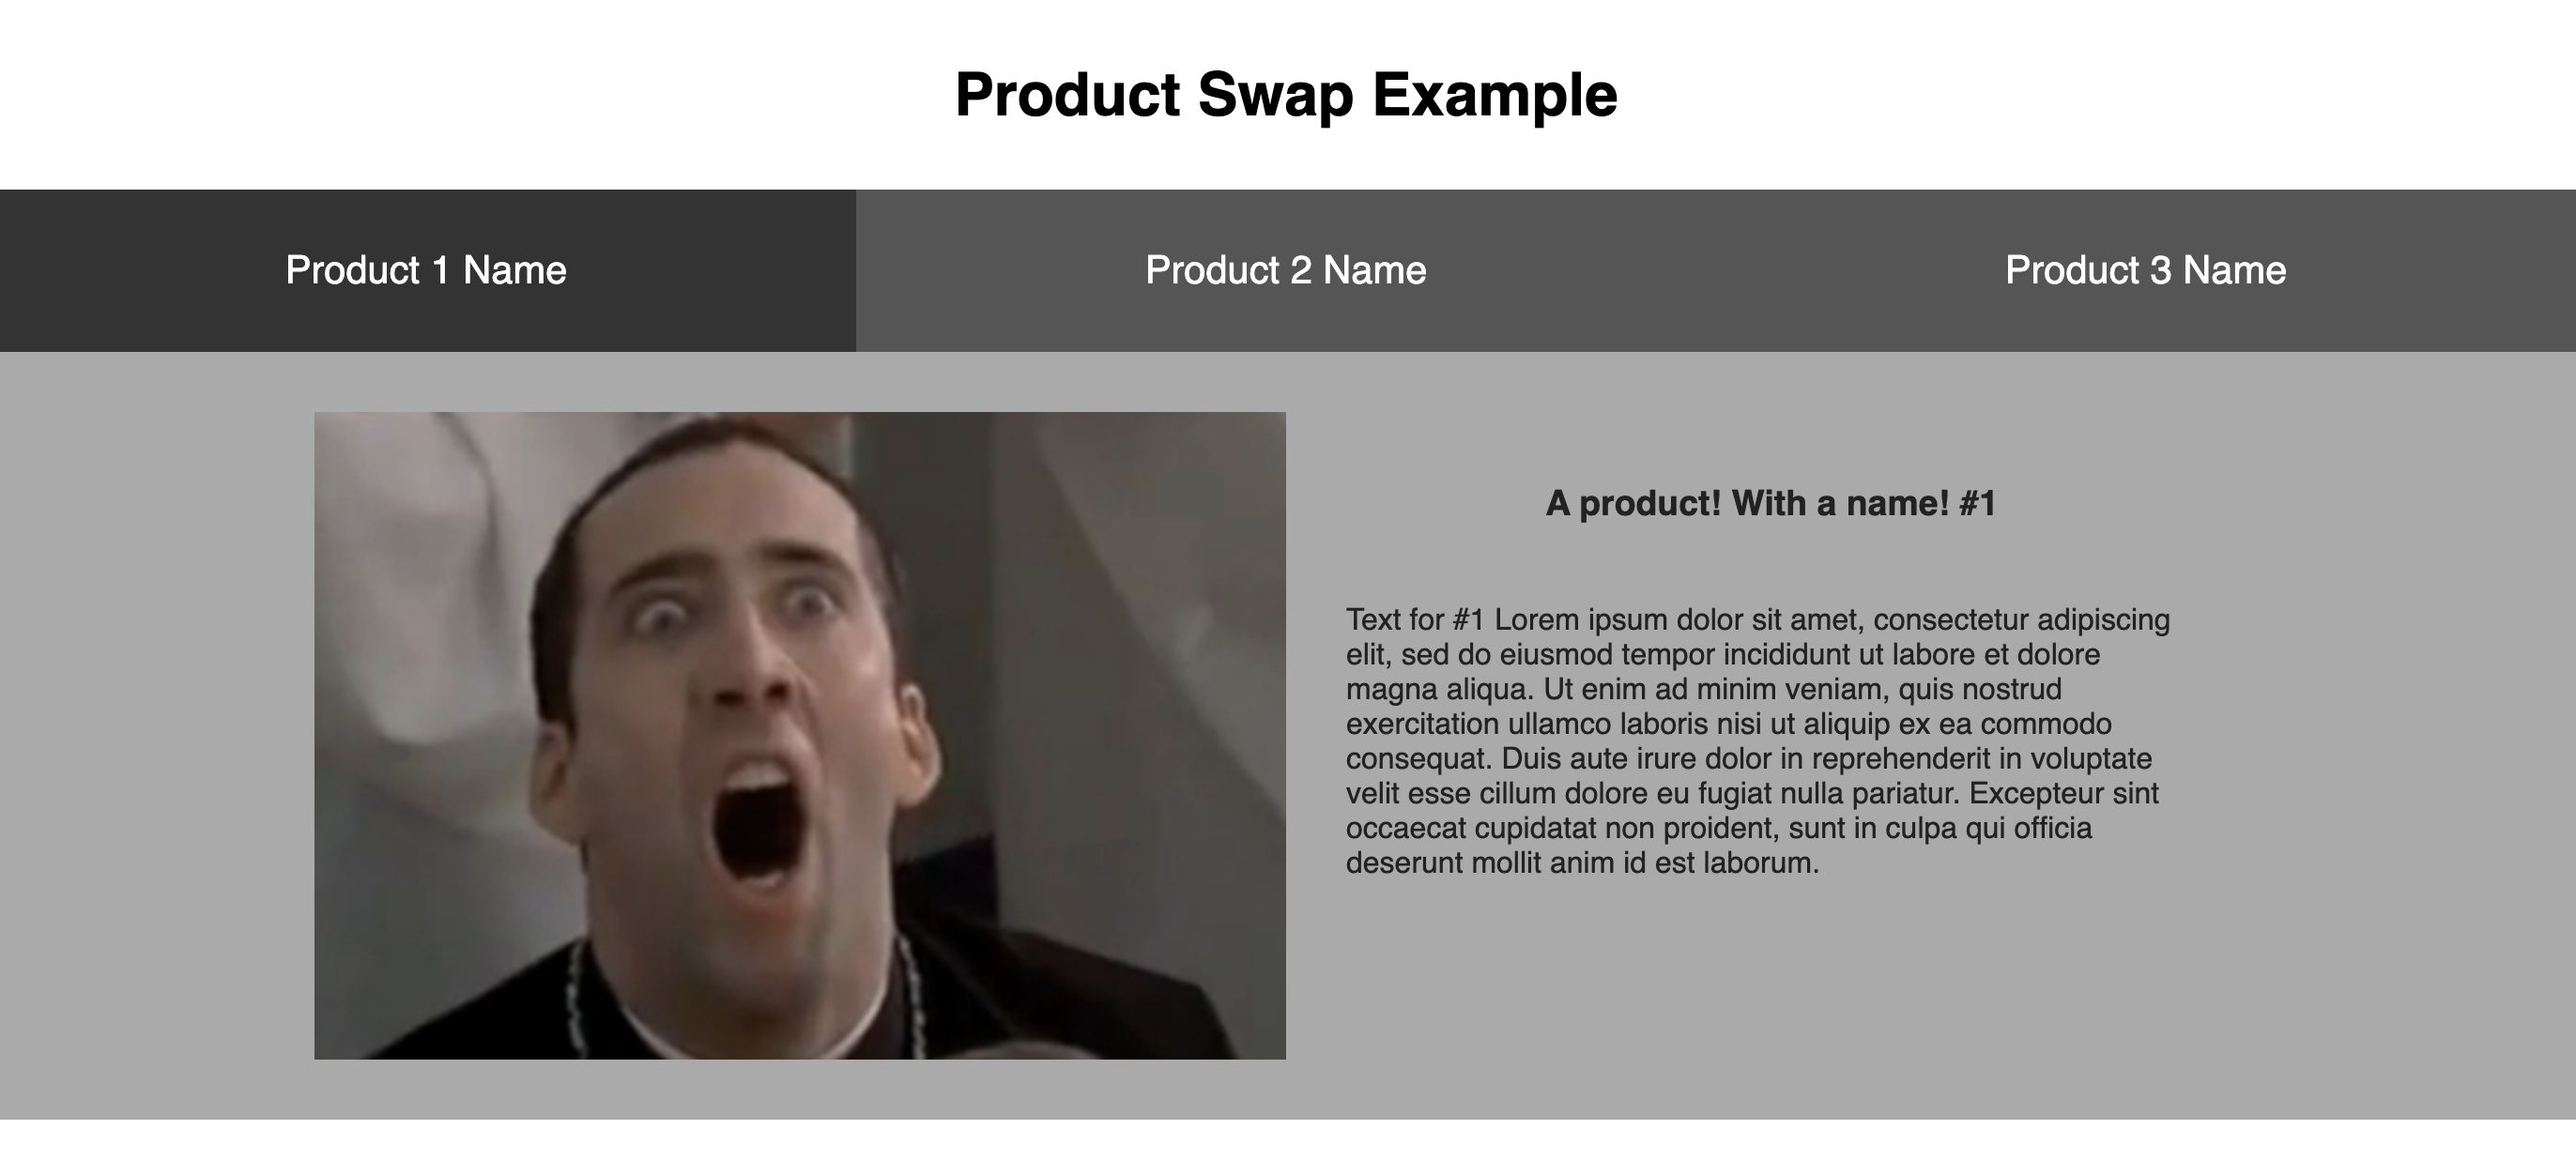 Product Swap Example
Product 1 Name
Product 2 Name
Product 3 Name
A product! With a name! #1
Text for #1 Lorem ipsum dolor sit amet, consectetur adipiscing
elit, sed do eiusmod tempor incididunt ut labore et dolore
magna aliqua. Ut enim ad minim veniam, quis nostrud
exercitation ullamco laboris nisi ut aliquip ex ea commodo
consequat. Duis aute irure dolor in reprehenderit in voluptate
velit esse cillum dolore eu fugiat nulla pariatur. Excepteur sint
occaecat cupidatat non proident, sunt in culpa qui officia
deserunt mollit anim id est laborum.